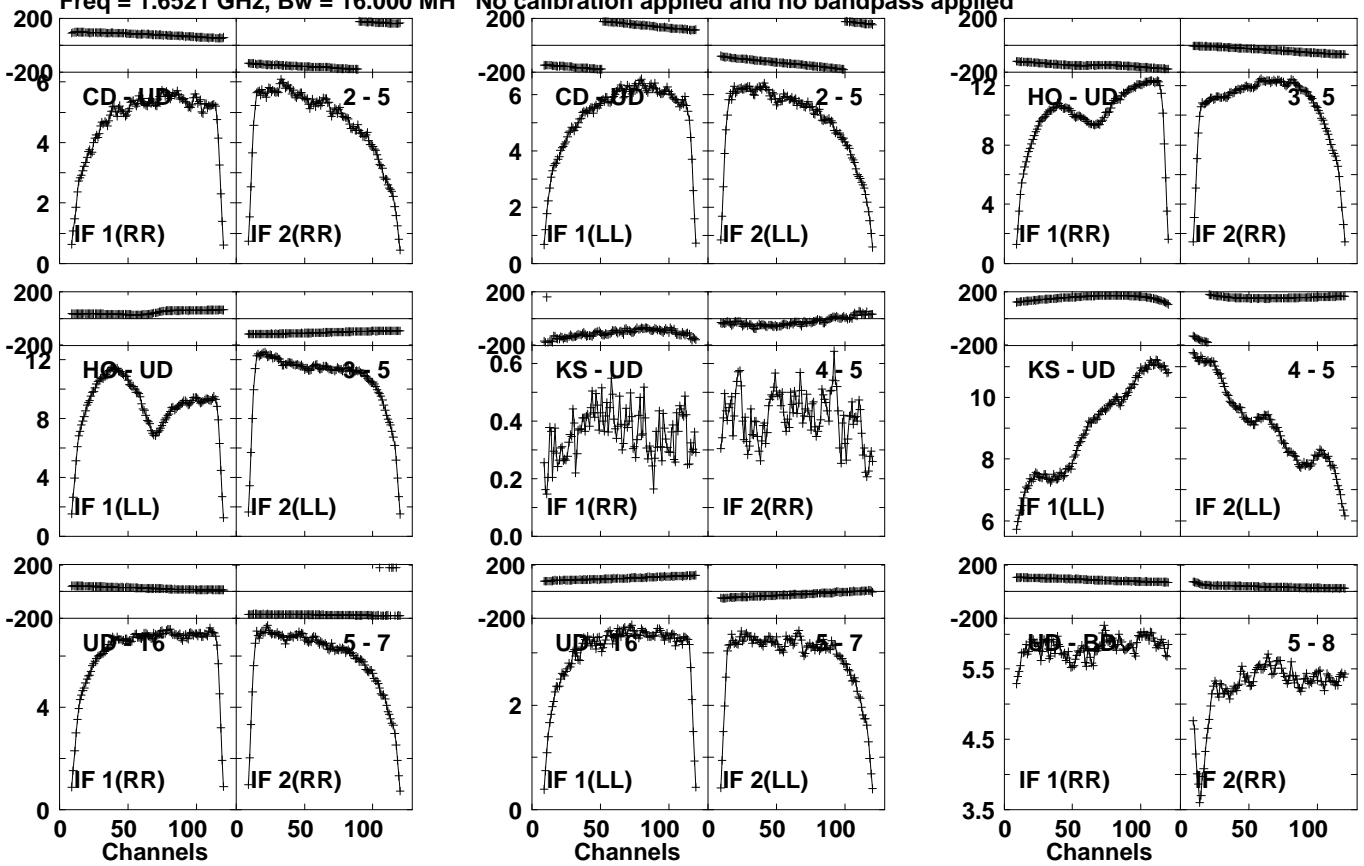 Freq = 1.6521 GHz, Bw = 16.000 MH No calibration applied and no bandpass applied
200 200 200
-200 -200 -200
CD - UD 2 - 5 CD - UD 2 - 5 HO - UD 3 - 5
6 12
4 4 8
2 2 4
IF 1(RR) IF 2(RR) IF 1(LL) IF 2(LL) IF 1(RR) IF 2(RR)
0 0 0
200 200 200
-200 -200 -200
12 0.6
HO - UD 3 - 5 KS - UD 4 - 5 KS - UD 4 - 5
8 0.4 10
4 0.2 8
IF 1(LL) IF 2(LL) IF 1(RR) IF 2(RR) IF 1(LL) IF 2(LL)
0 0.0 6
200 200 200
-200 -200 -200
UD - T6 5 - 7 UD - T6 5 - 7 UD - BD 5 - 8
5.5
4 2 4.5
IF 1(RR) IF 2(RR) IF 1(LL) IF 2(LL) IF 1(RR) IF 2(RR)
0 0 3.5
0 50 100 0 50 100 0 50 100 0 50 100 0 50 100 0 50 100
Channels Channels Channels